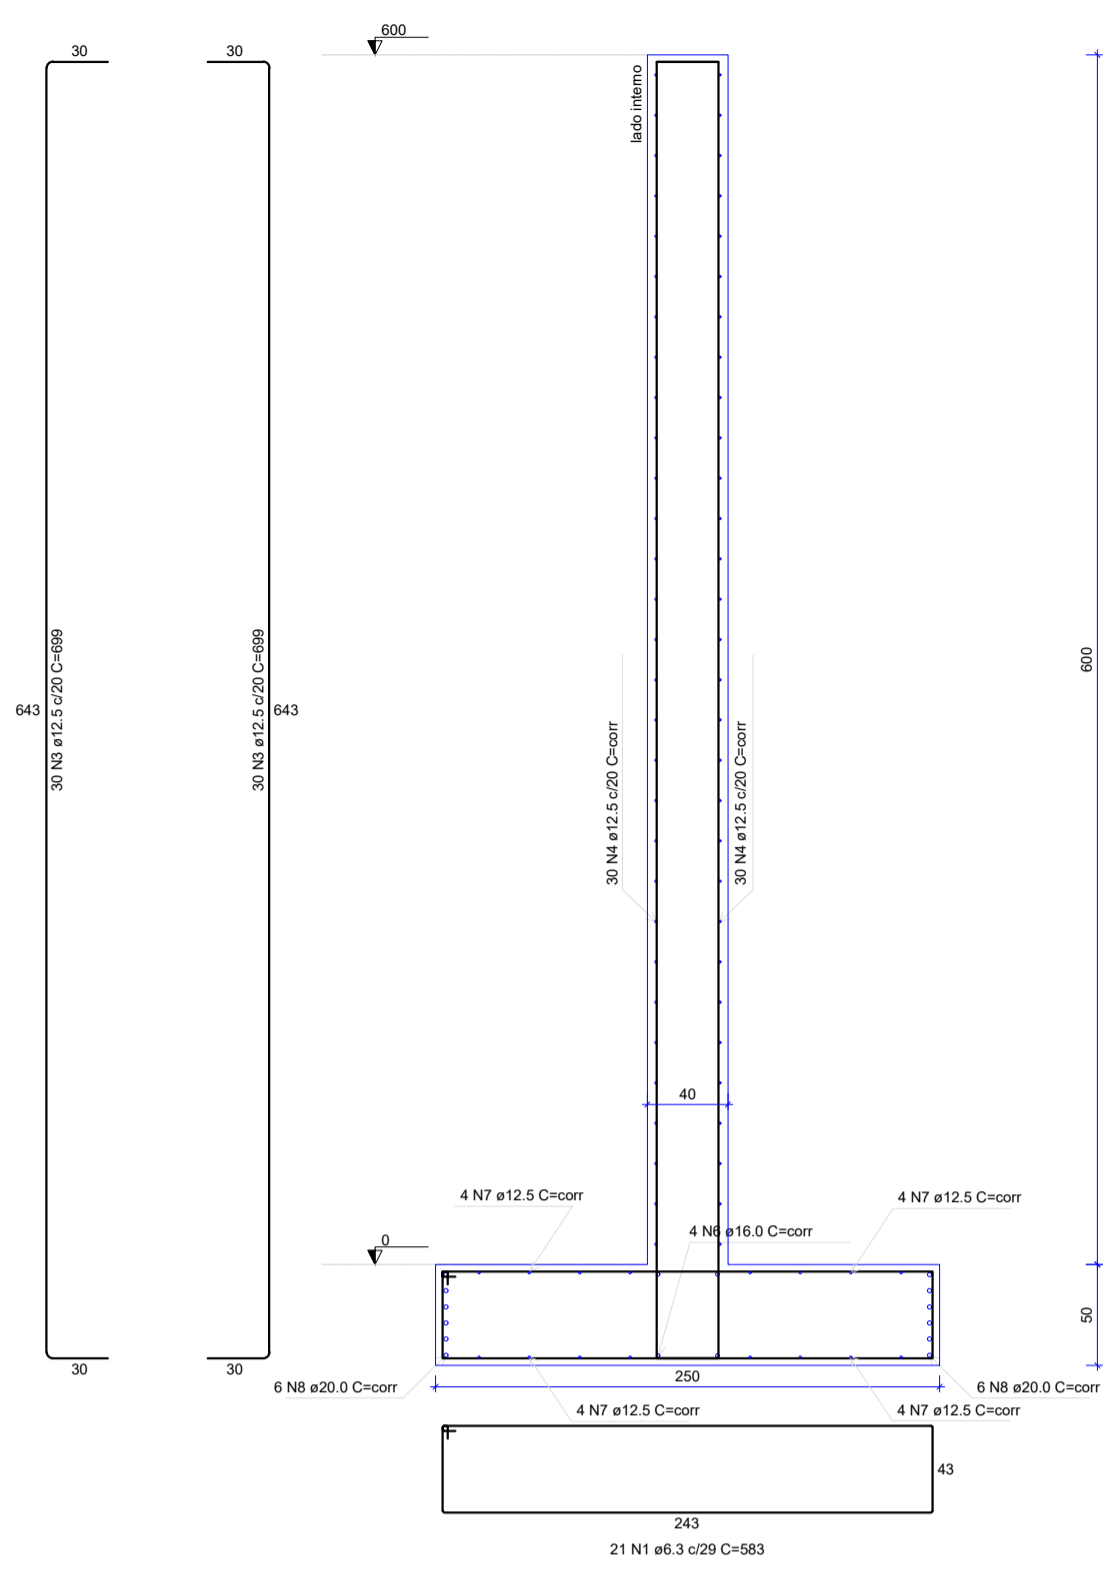 30
30
600
lado interno
643
30 N3 ø12.5 c/20 C=699
30 N3 ø12.5 c/20 C=699
643
30 N4 ø12.5 c/20 C=corr
30 N4 ø12.5 c/20 C=corr
600
40
4 N7 ø12.5 C=corr
4 N7 ø12.5 C=corr
4 N6 ø16.0 C=corr
0
50
30
30
250
6 N8 ø20.0 C=corr
6 N8 ø20.0 C=corr
4 N7 ø12.5 C=corr
4 N7 ø12.5 C=corr
43
243
21 N1 ø6.3 c/29 C=583